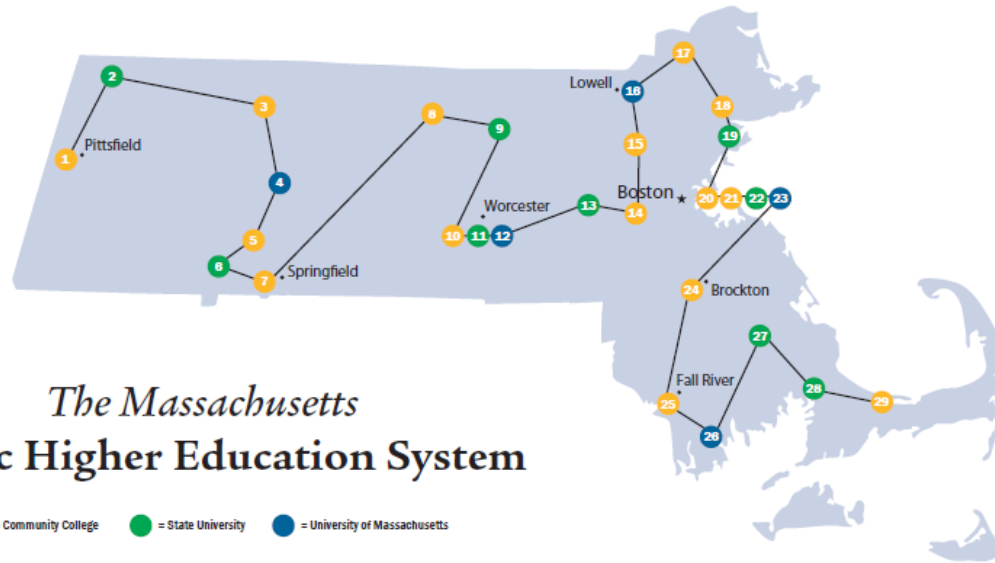 2
17
Lowell
16
3
8
18
9
19
15
Pittsfield
1
4
Boston
20 21 22 23
Worcester
13
14
5
10 11 12
6
7
Springfield
24
Brockton
27
Fall River
25
28
29
26
The Massachusetts
c Higher Education System
Community College
= State University
= University of Massachusetts